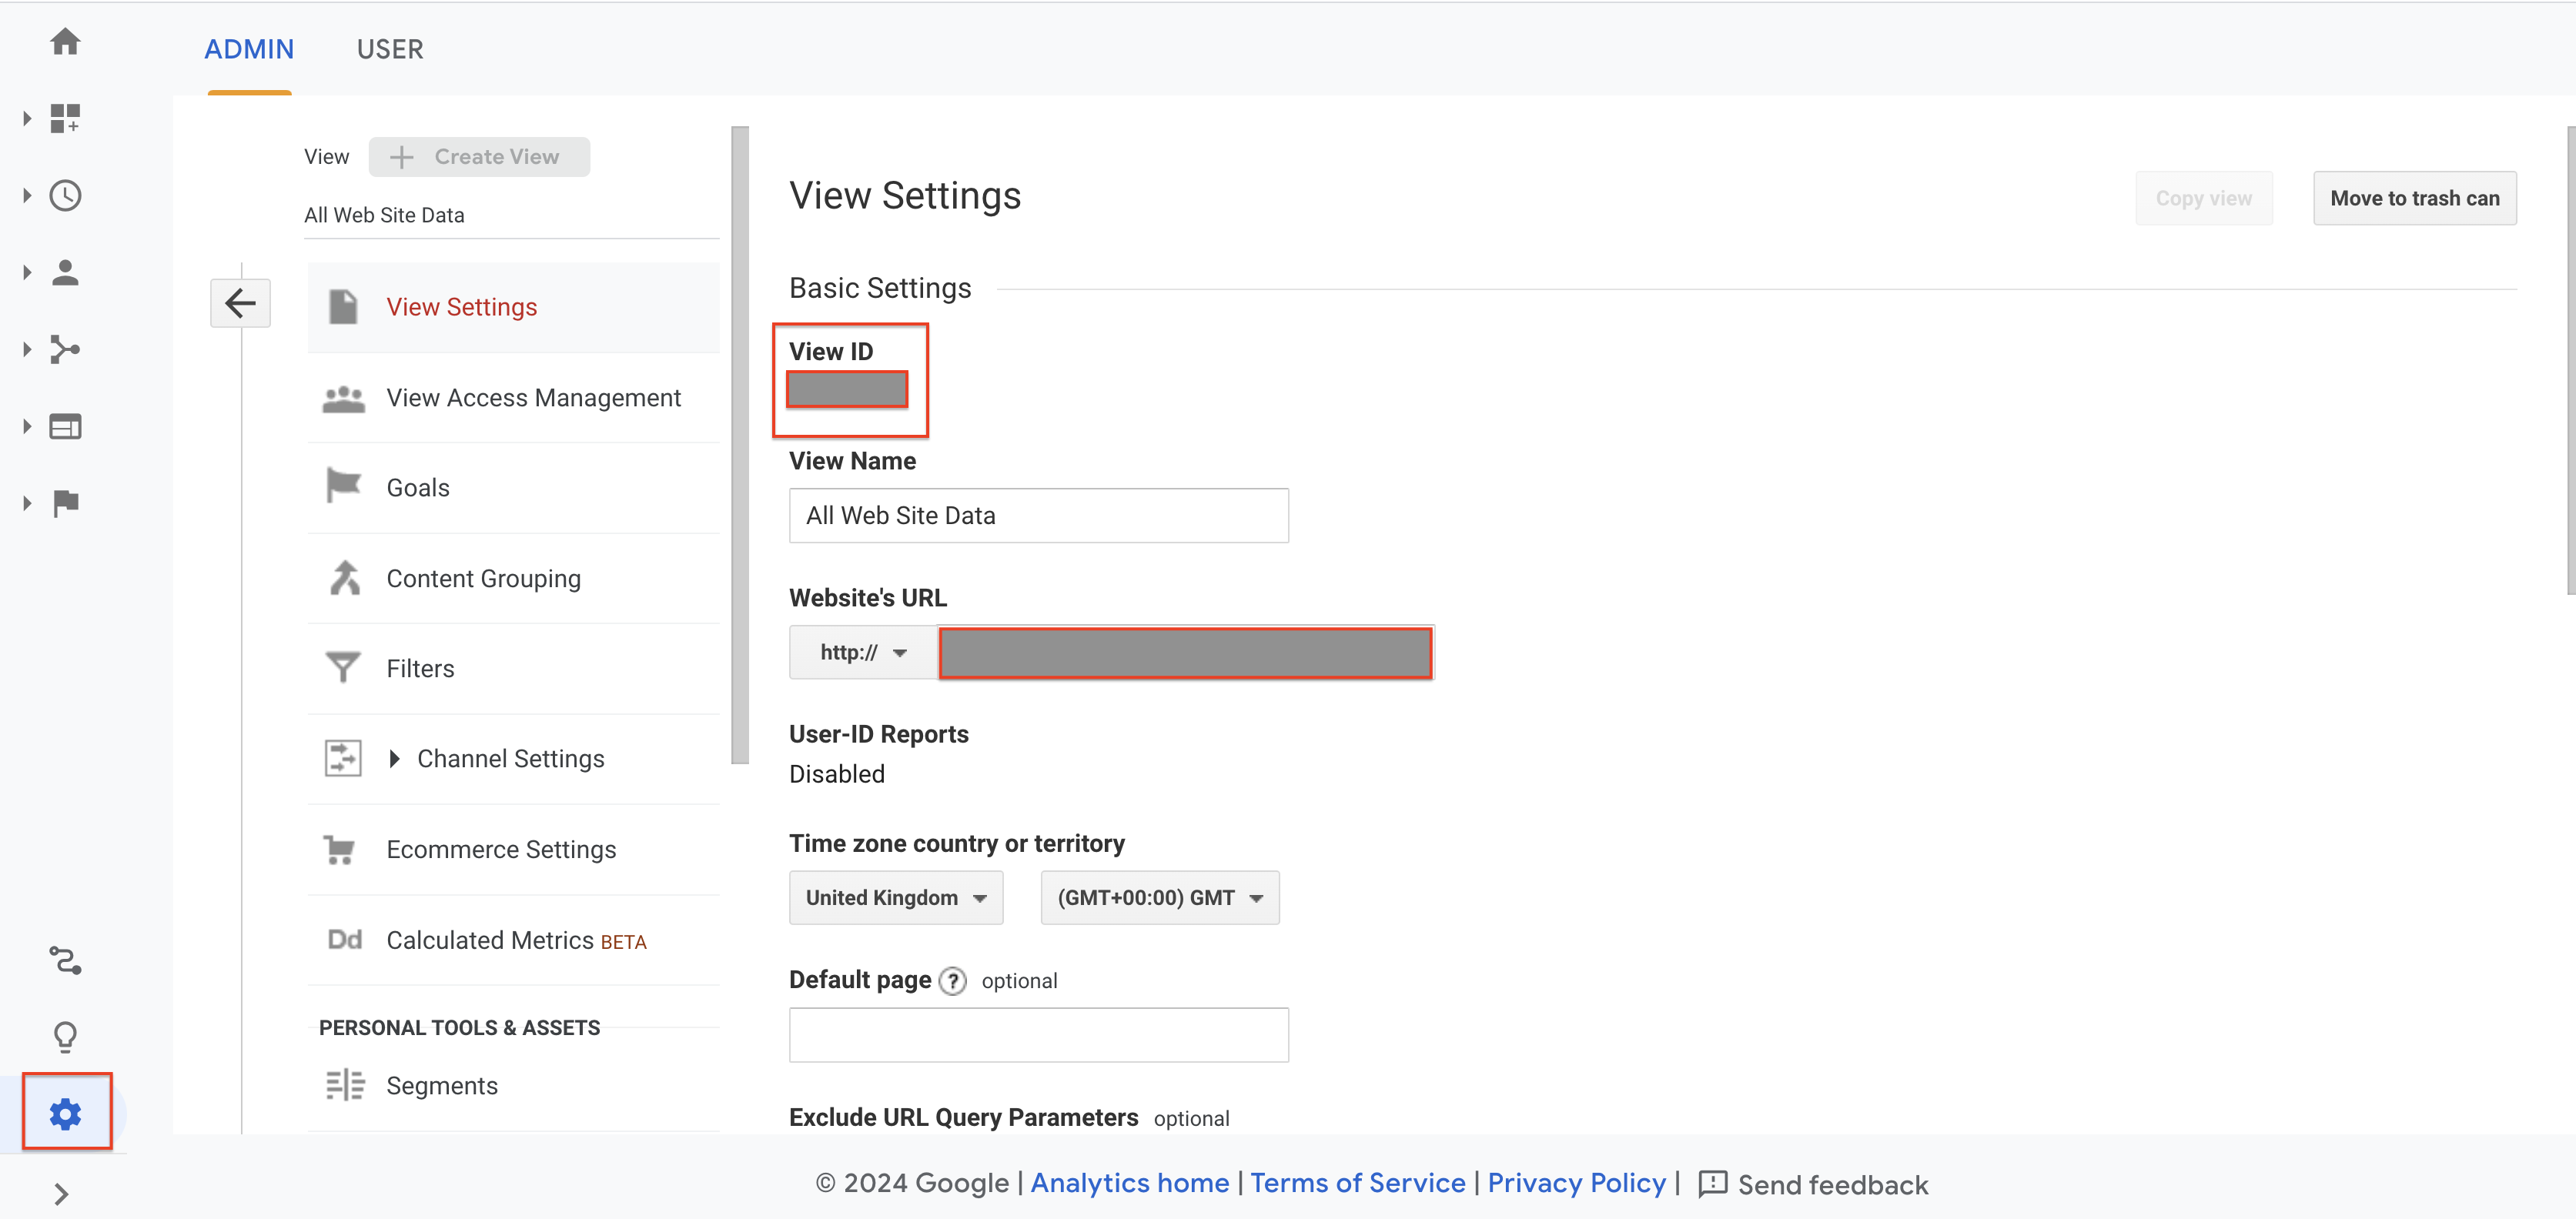 ADMIN
USER
View
Create View
All Web Site Data
View Settings
View Access Management
Goals
Content Grouping
Filters
Channel Settings
Ecommerce Settings
Dd Calculated Metrics BETA
PERSONAL TOOLS & ASSETS
Segments
View Settings
Copy view
Move to trash can
Basic Settings
View ID
View Name
All Web Site Data
Website's URL
http://
User-ID Reports
Disabled
Time zone country or territory
United Kingdom
(GMT+00:00) GMT
Default page ? optional
Exclude URL Query Parameters optional
© 2024 Google | Analytics home | Terms of Service | Privacy Policy | Send feedback